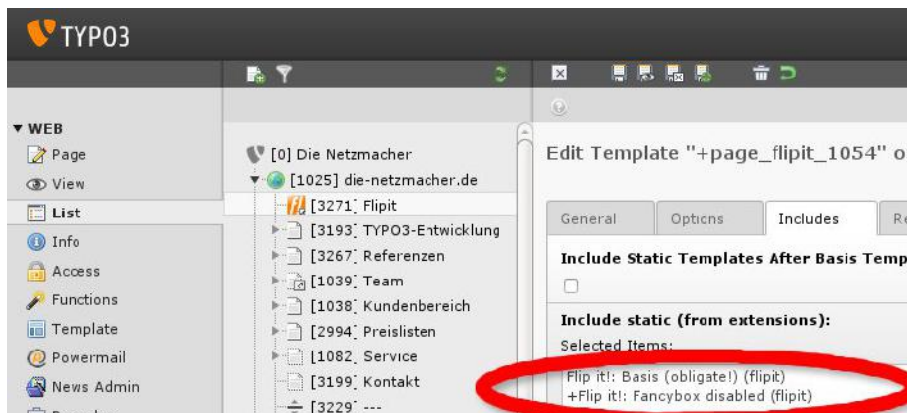 TYPO3
WEB
Page
View
List
Info
Access
Functions
Template
Powermail
News Admin
[0] Die Netzmacher
[1025] die-netzmacher.de
[3271] Flipit
[3193] TYPO3-Entwicklung
[3267] Referenzen
[1039] Team
[1038] Kundenbereich
[2994] Preislisten
[1082] Service
[3199] Kontakt
[3229] ---
Edit Template "+page_flipit_1054" o
General
Options
Includes
Re
Include Static Templates After Basis Temp
Include static (from extensions):
Selected Items:
Flip it!: Basis (obligate!) (flipit)
+Flip it!: Fancybox disabled (flipit)